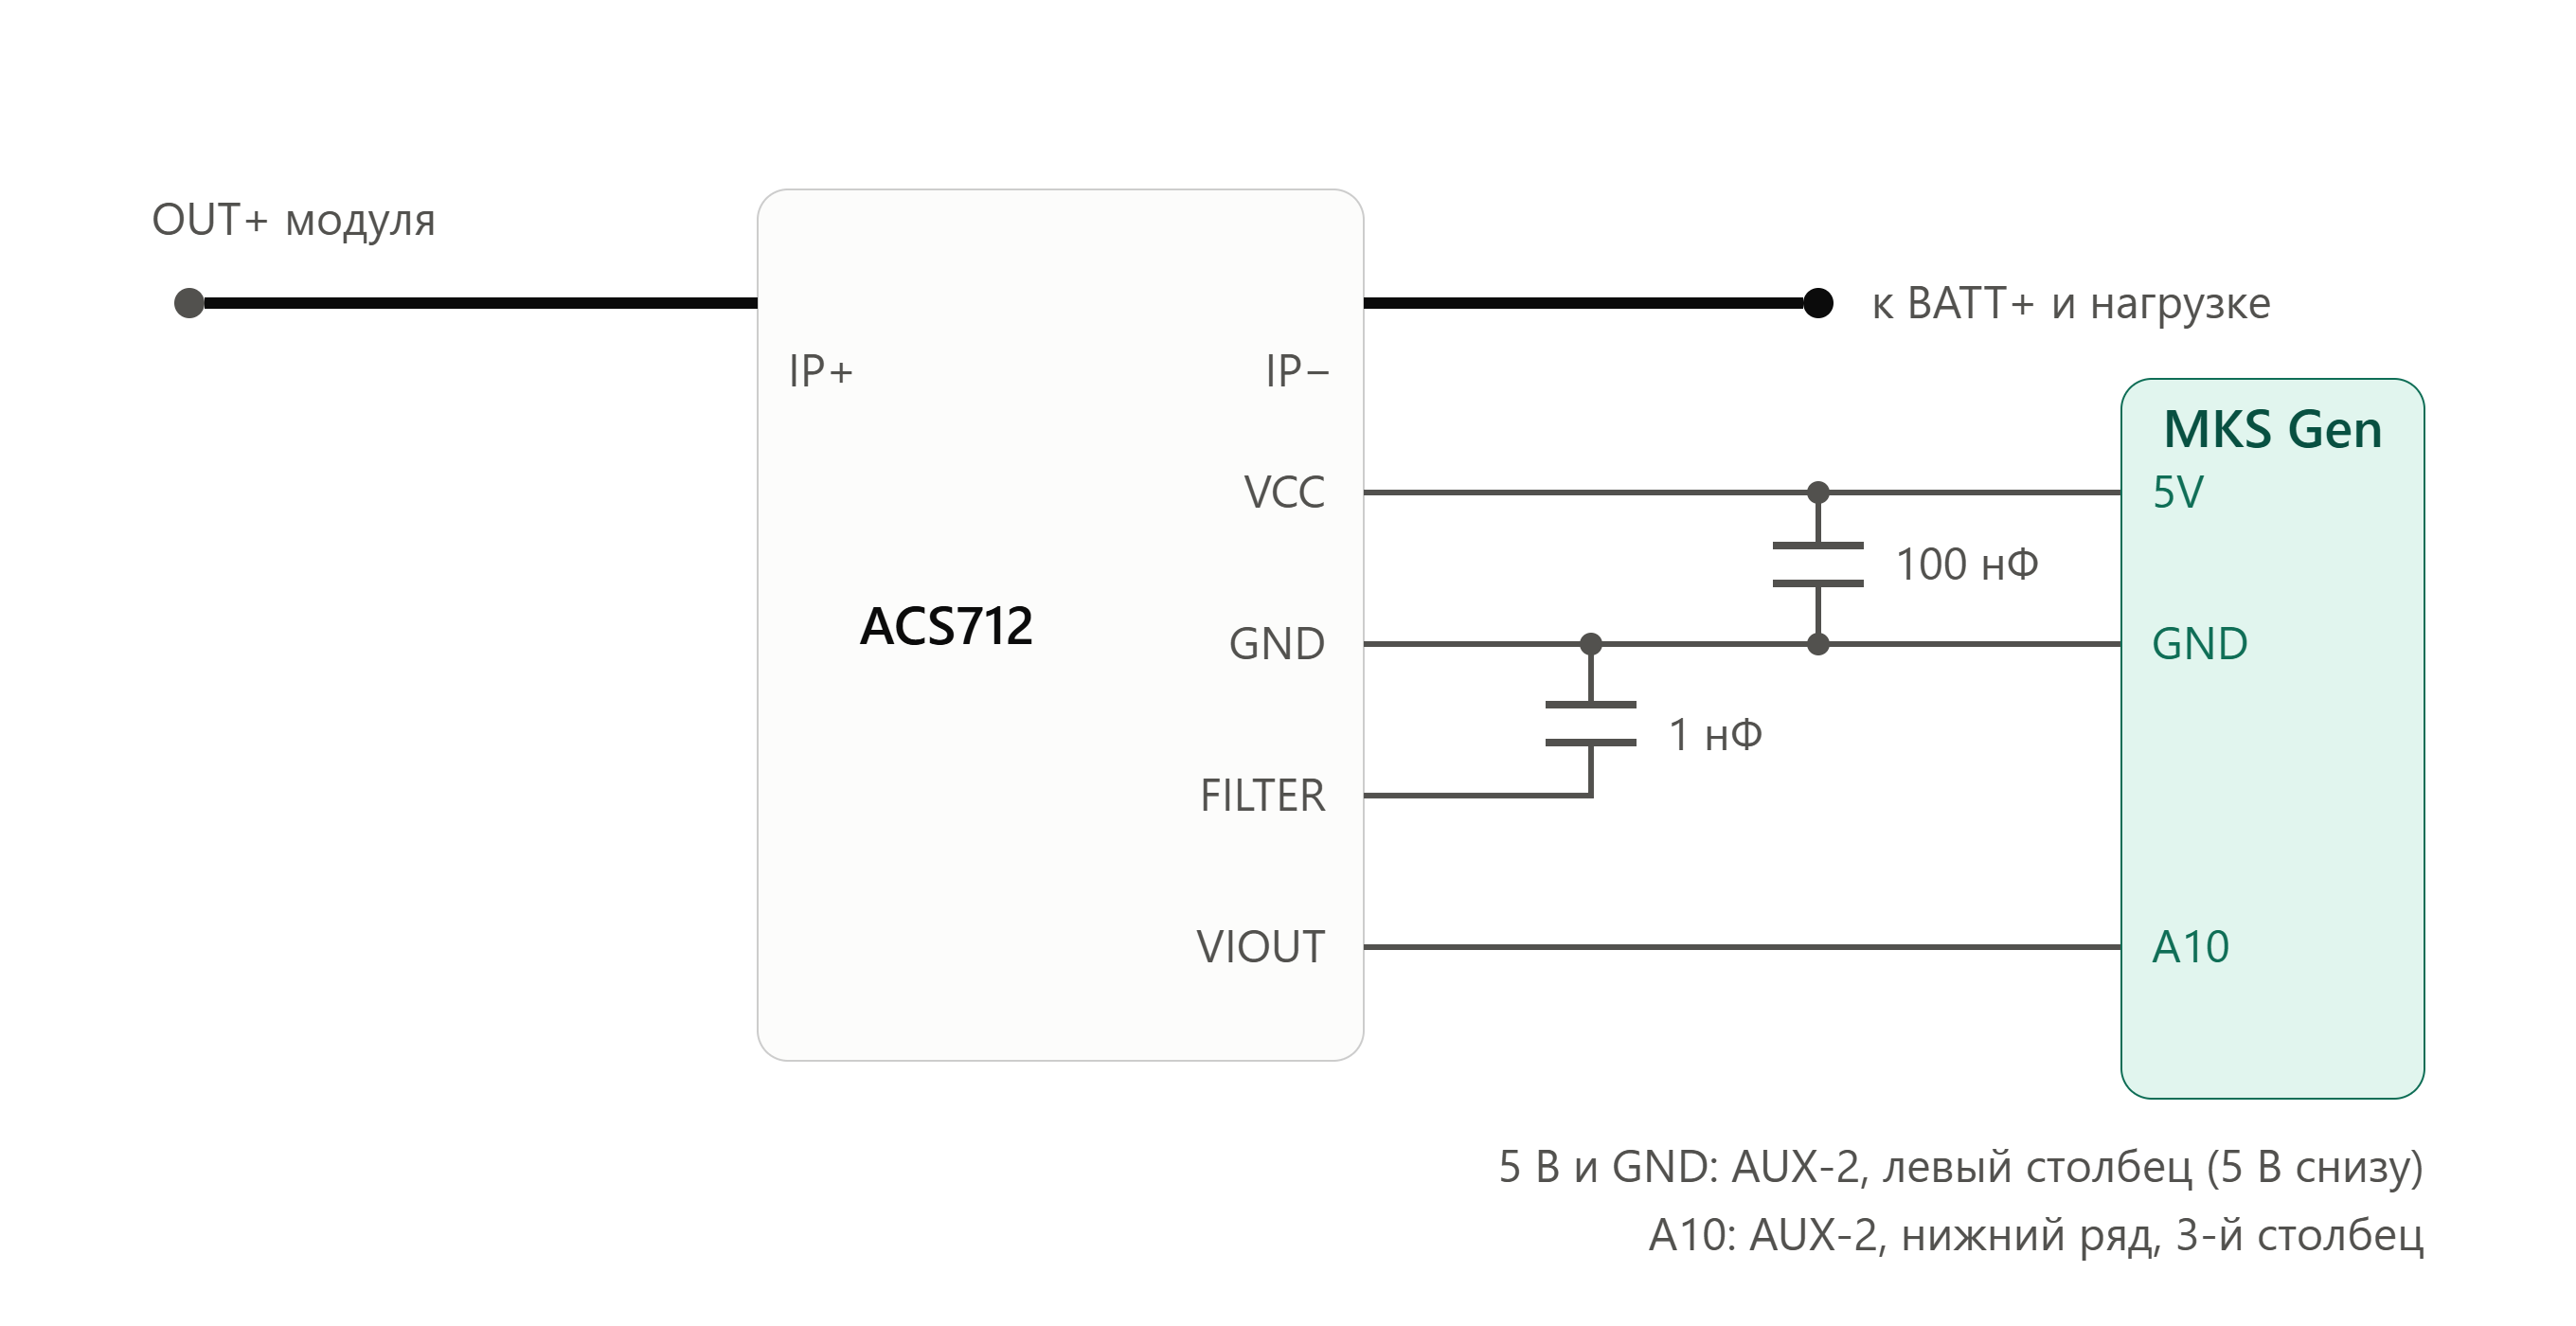 OUT+ модуля
к BATT+ и нагрузке
IP+
IP−
MKS Gen
VCC
5V
100 нФ
ACS712
GND
GND
1 нФ
FILTER
VIOUT
A10
5 В и GND: AUX-2, левый столбец (5 В снизу)
A10: AUX-2, нижний ряд, 3-й столбец